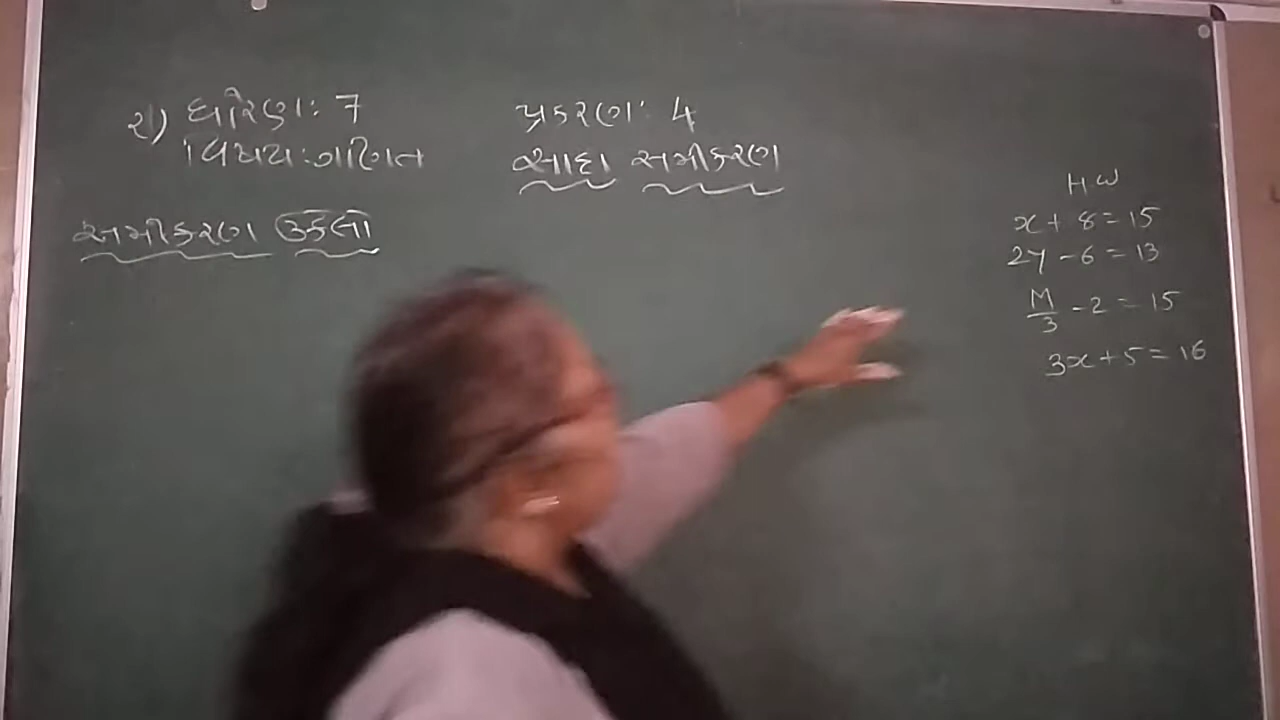 ૨) ધોરણ: 7
વિષય: ગણિત
પ્રકરણ: 4
સાદા સમીકરણ
સમીકરણ ઉકેલો
H W
x + 8 = 15
2y - 6 = 13
M/3 - 2 = 15
3x + 5 = 16